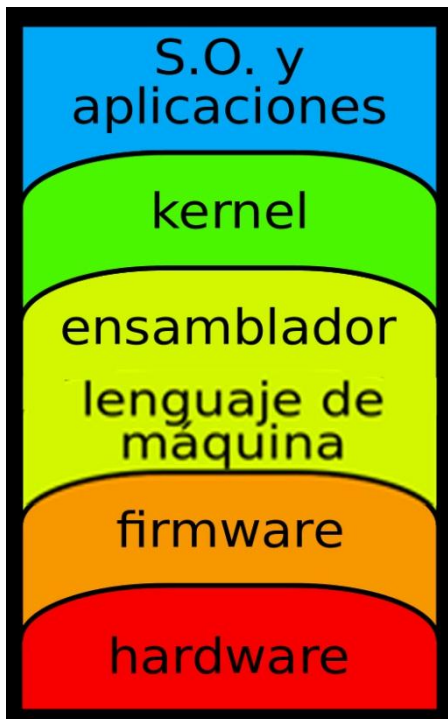 S.O. y
aplicaciones
kernel
ensamblador
lenguaje de
máquina
firmware
hardware